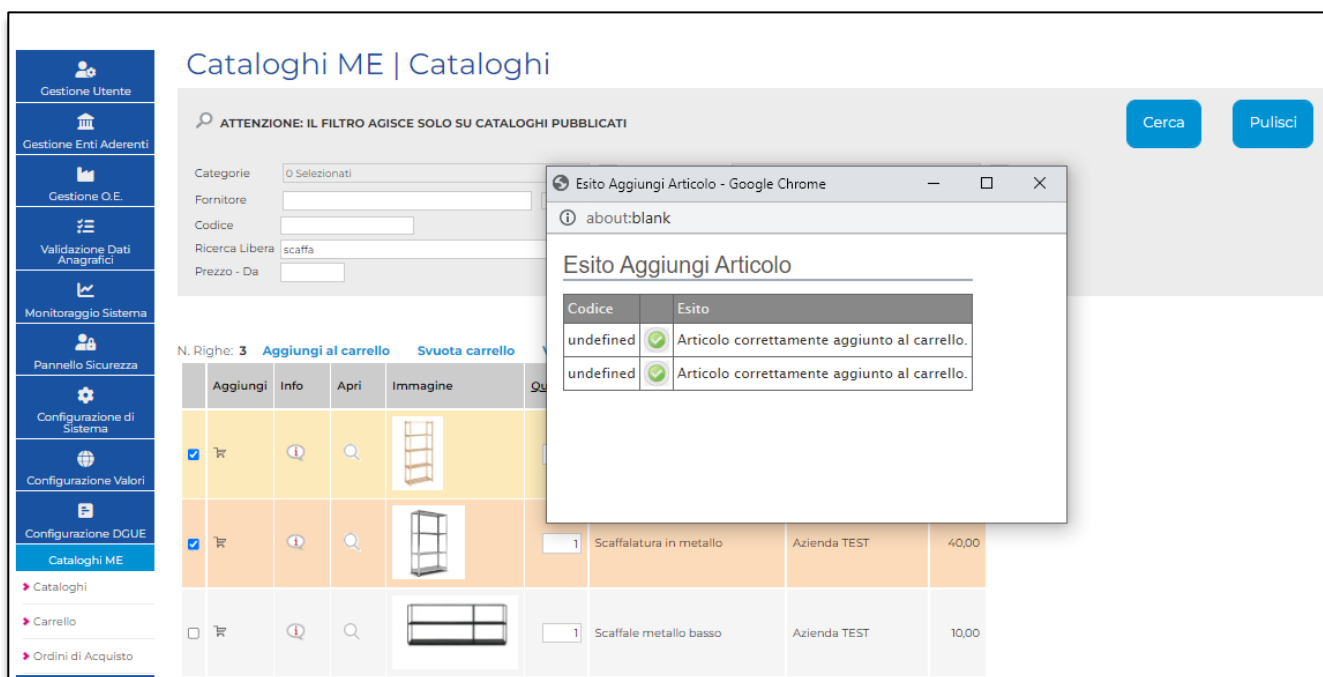 Cataloghi ME | Cataloghi
Gestione Utente
Gestione Enti Aderenti
Gestione O.E.
Validazione Dati
Anagrafici
Monitoraggio Sistema
Pannello Sicurezza
Configurazione di
Sistema
Configurazione Valori
Configurazione DGUE
Cataloghi ME
Cataloghi
Carrello
Ordini di Acquisto
ATTENZIONE: IL FILTRO AGISCE SOLO SU CATALOGHI PUBBLICATI
Cerca
Pulisci
Categorie
0 Selezionati
Fornitore
Codice
Ricerca Libera
scaffa
Prezzo - Da
Esito Aggiungi Articolo - Google Chrome
about:blank
Esito Aggiungi Articolo
Codice Esito
undefined Articolo correttamente aggiunto al carrello.
undefined Articolo correttamente aggiunto al carrello.
N. Righe: 3 Aggiungi al carrello Svuota carrello
Aggiungi Info Apri Immagine
1 Scaffalatura in metallo Azienda TEST 40,00
1 Scaffale metallo basso Azienda TEST 10,00